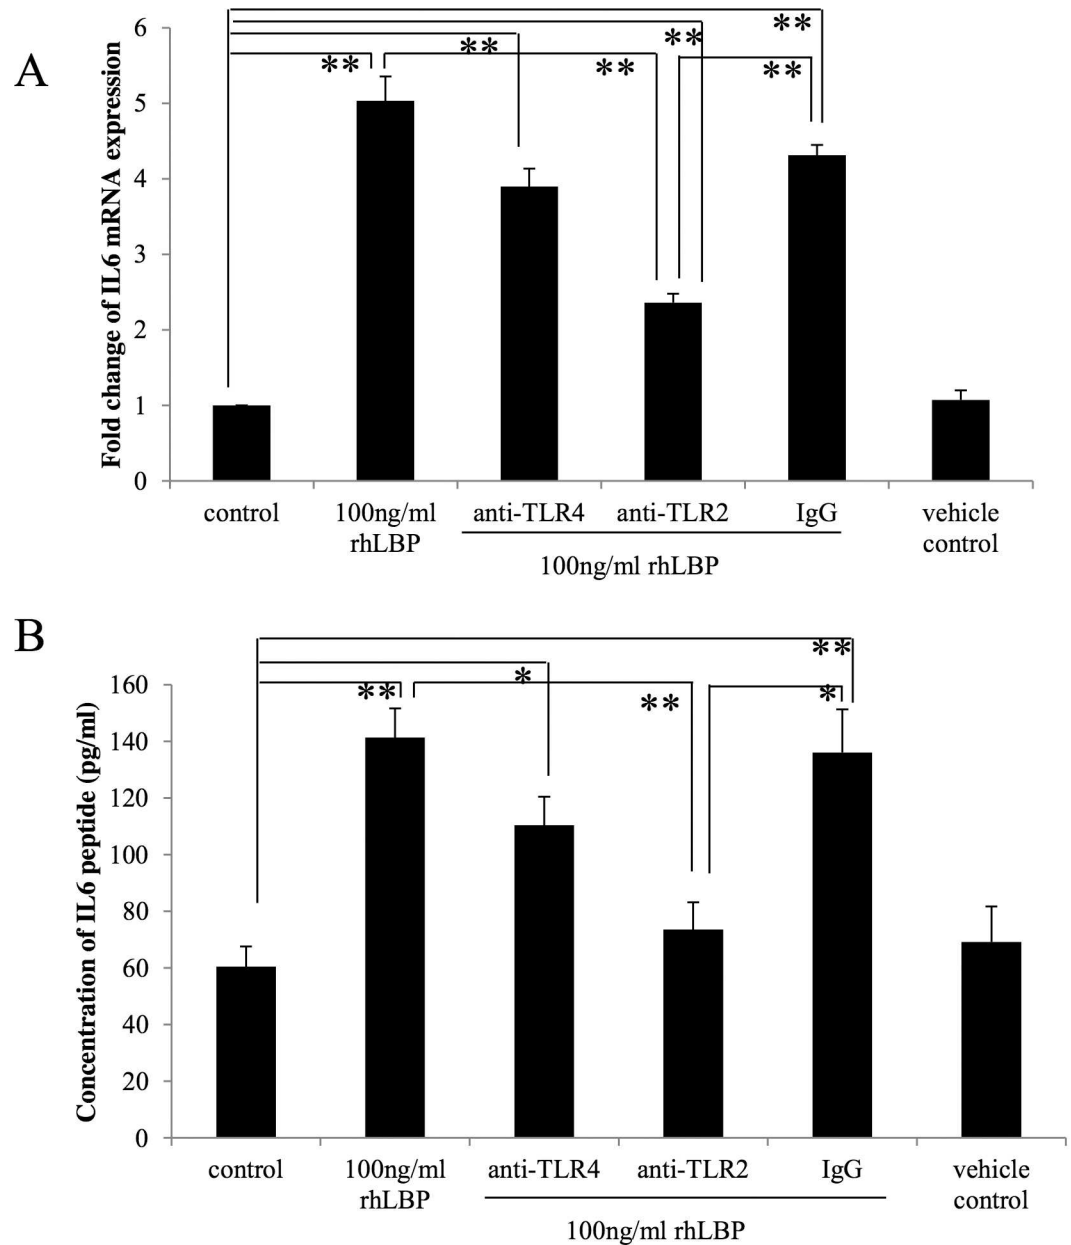 A
Fold change of IL6 mRNA expression
6
5
4
3
2
1
0
**
**
**
**
**
**
control
100ng/ml
rhLBP
anti-TLR4
anti-TLR2
IgG
vehicle
control
100ng/ml rhLBP
B
Concentration of IL6 peptide (pg/ml)
160
140
120
100
80
60
40
20
0
**
*
**
**
*
control
100ng/ml
rhLBP
anti-TLR4
anti-TLR2
IgG
vehicle
control
100ng/ml rhLBP